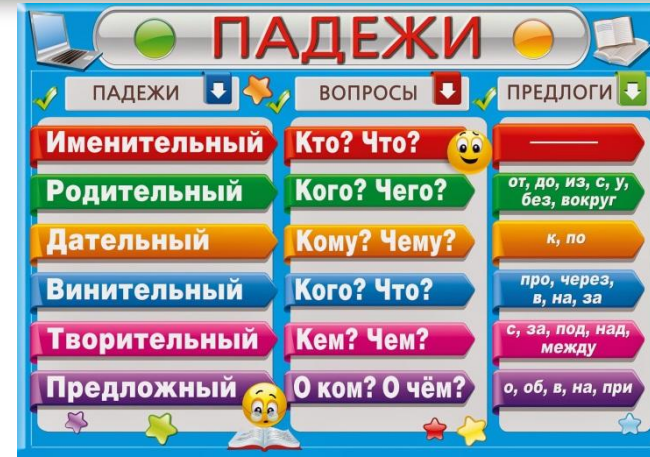 ПАДЕЖИ
ПАДЕЖИ ВОПРОСЫ ПРЕДЛОГИ
Именительный Кто? Что? ———
Родительный Кого? Чего? от, до, из, с, у,
без, вокруг
Дательный Кому? Чему? к, по
Винительный Кого? Что? про, через,
в, на, за
Творительный Кем? Чем? с, за, под, над,
между
Предложный О ком? О чём? о, об, в, на, при